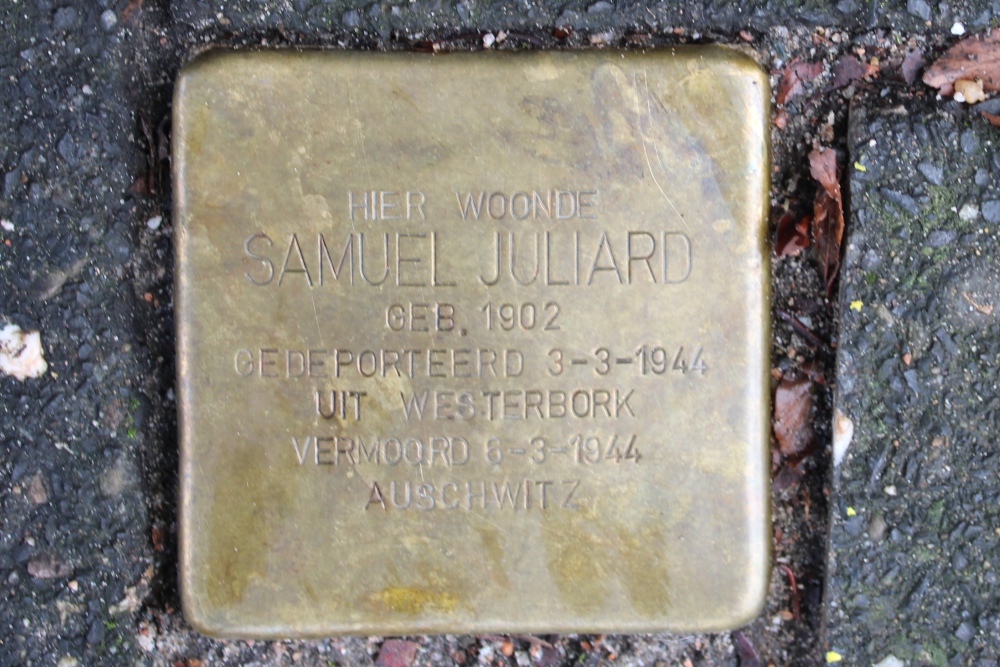 HIER WOONDE
SAMUEL JULIARD
GEB. 1902
GEDEPORTEERD 3-3-1944
UIT WESTERBORK
VERMOORD 6-3-1944
AUSCHWITZ